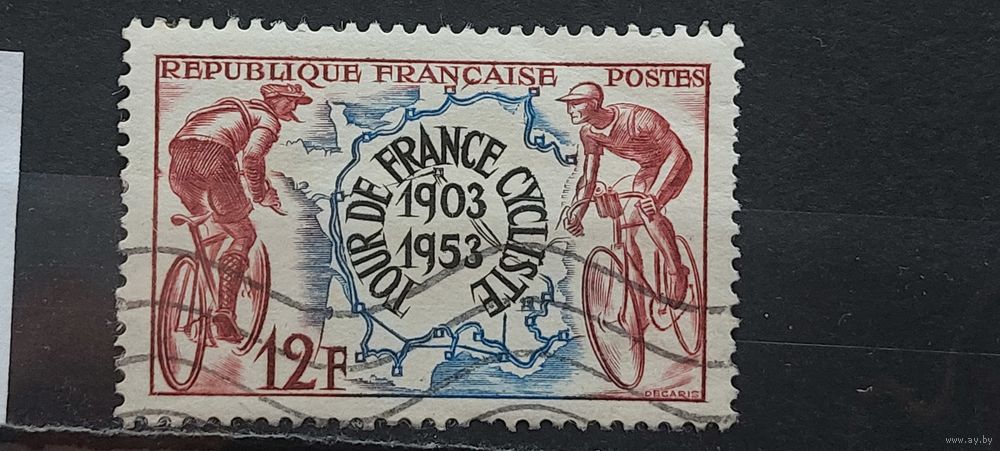 REPUBLIQUE FRANÇAISE POSTES
TOUR DE FRANCE CYCLISTE
1903
1953
12F
DECARIS
www.ay.by